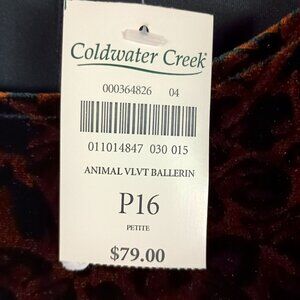 Coldwater Creek®
000364826 04
011014847 030 015
ANIMAL VLVT BALLERIN
P16
PETITE
$79.00